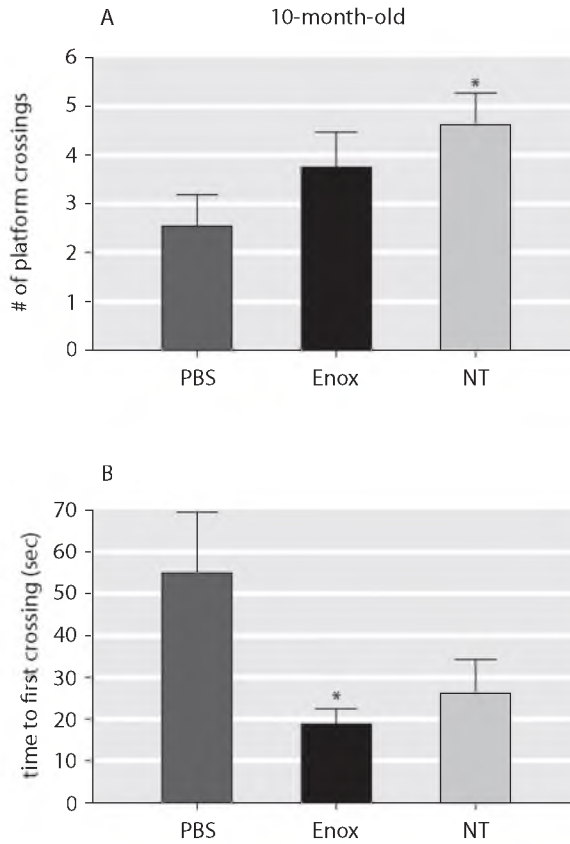 A 10-month-old
# of platform crossings
6
5
4
3
2
1
0
*
PBS Enox NT
B
time to first crossing (sec)
70
60
50
40
30
20
10
0
*
PBS Enox NT